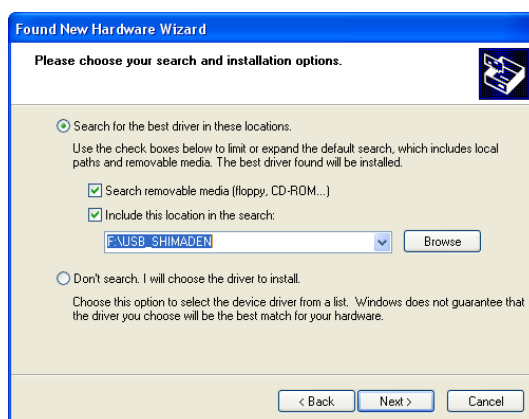 Found New Hardware Wizard
Please choose your search and installation options.
Search for the best driver in these locations.
Use the check boxes below to limit or expand the default search, which includes local
paths and removable media. The best driver found will be installed.
Search removable media (floppy, CD-ROM...)
Include this location in the search:
F:\USB_SHIMADEN
Browse
Don't search. I will choose the driver to install.
Choose this option to select the device driver from a list. Windows does not guarantee that
the driver you choose will be the best match for your hardware.
< Back
Next >
Cancel